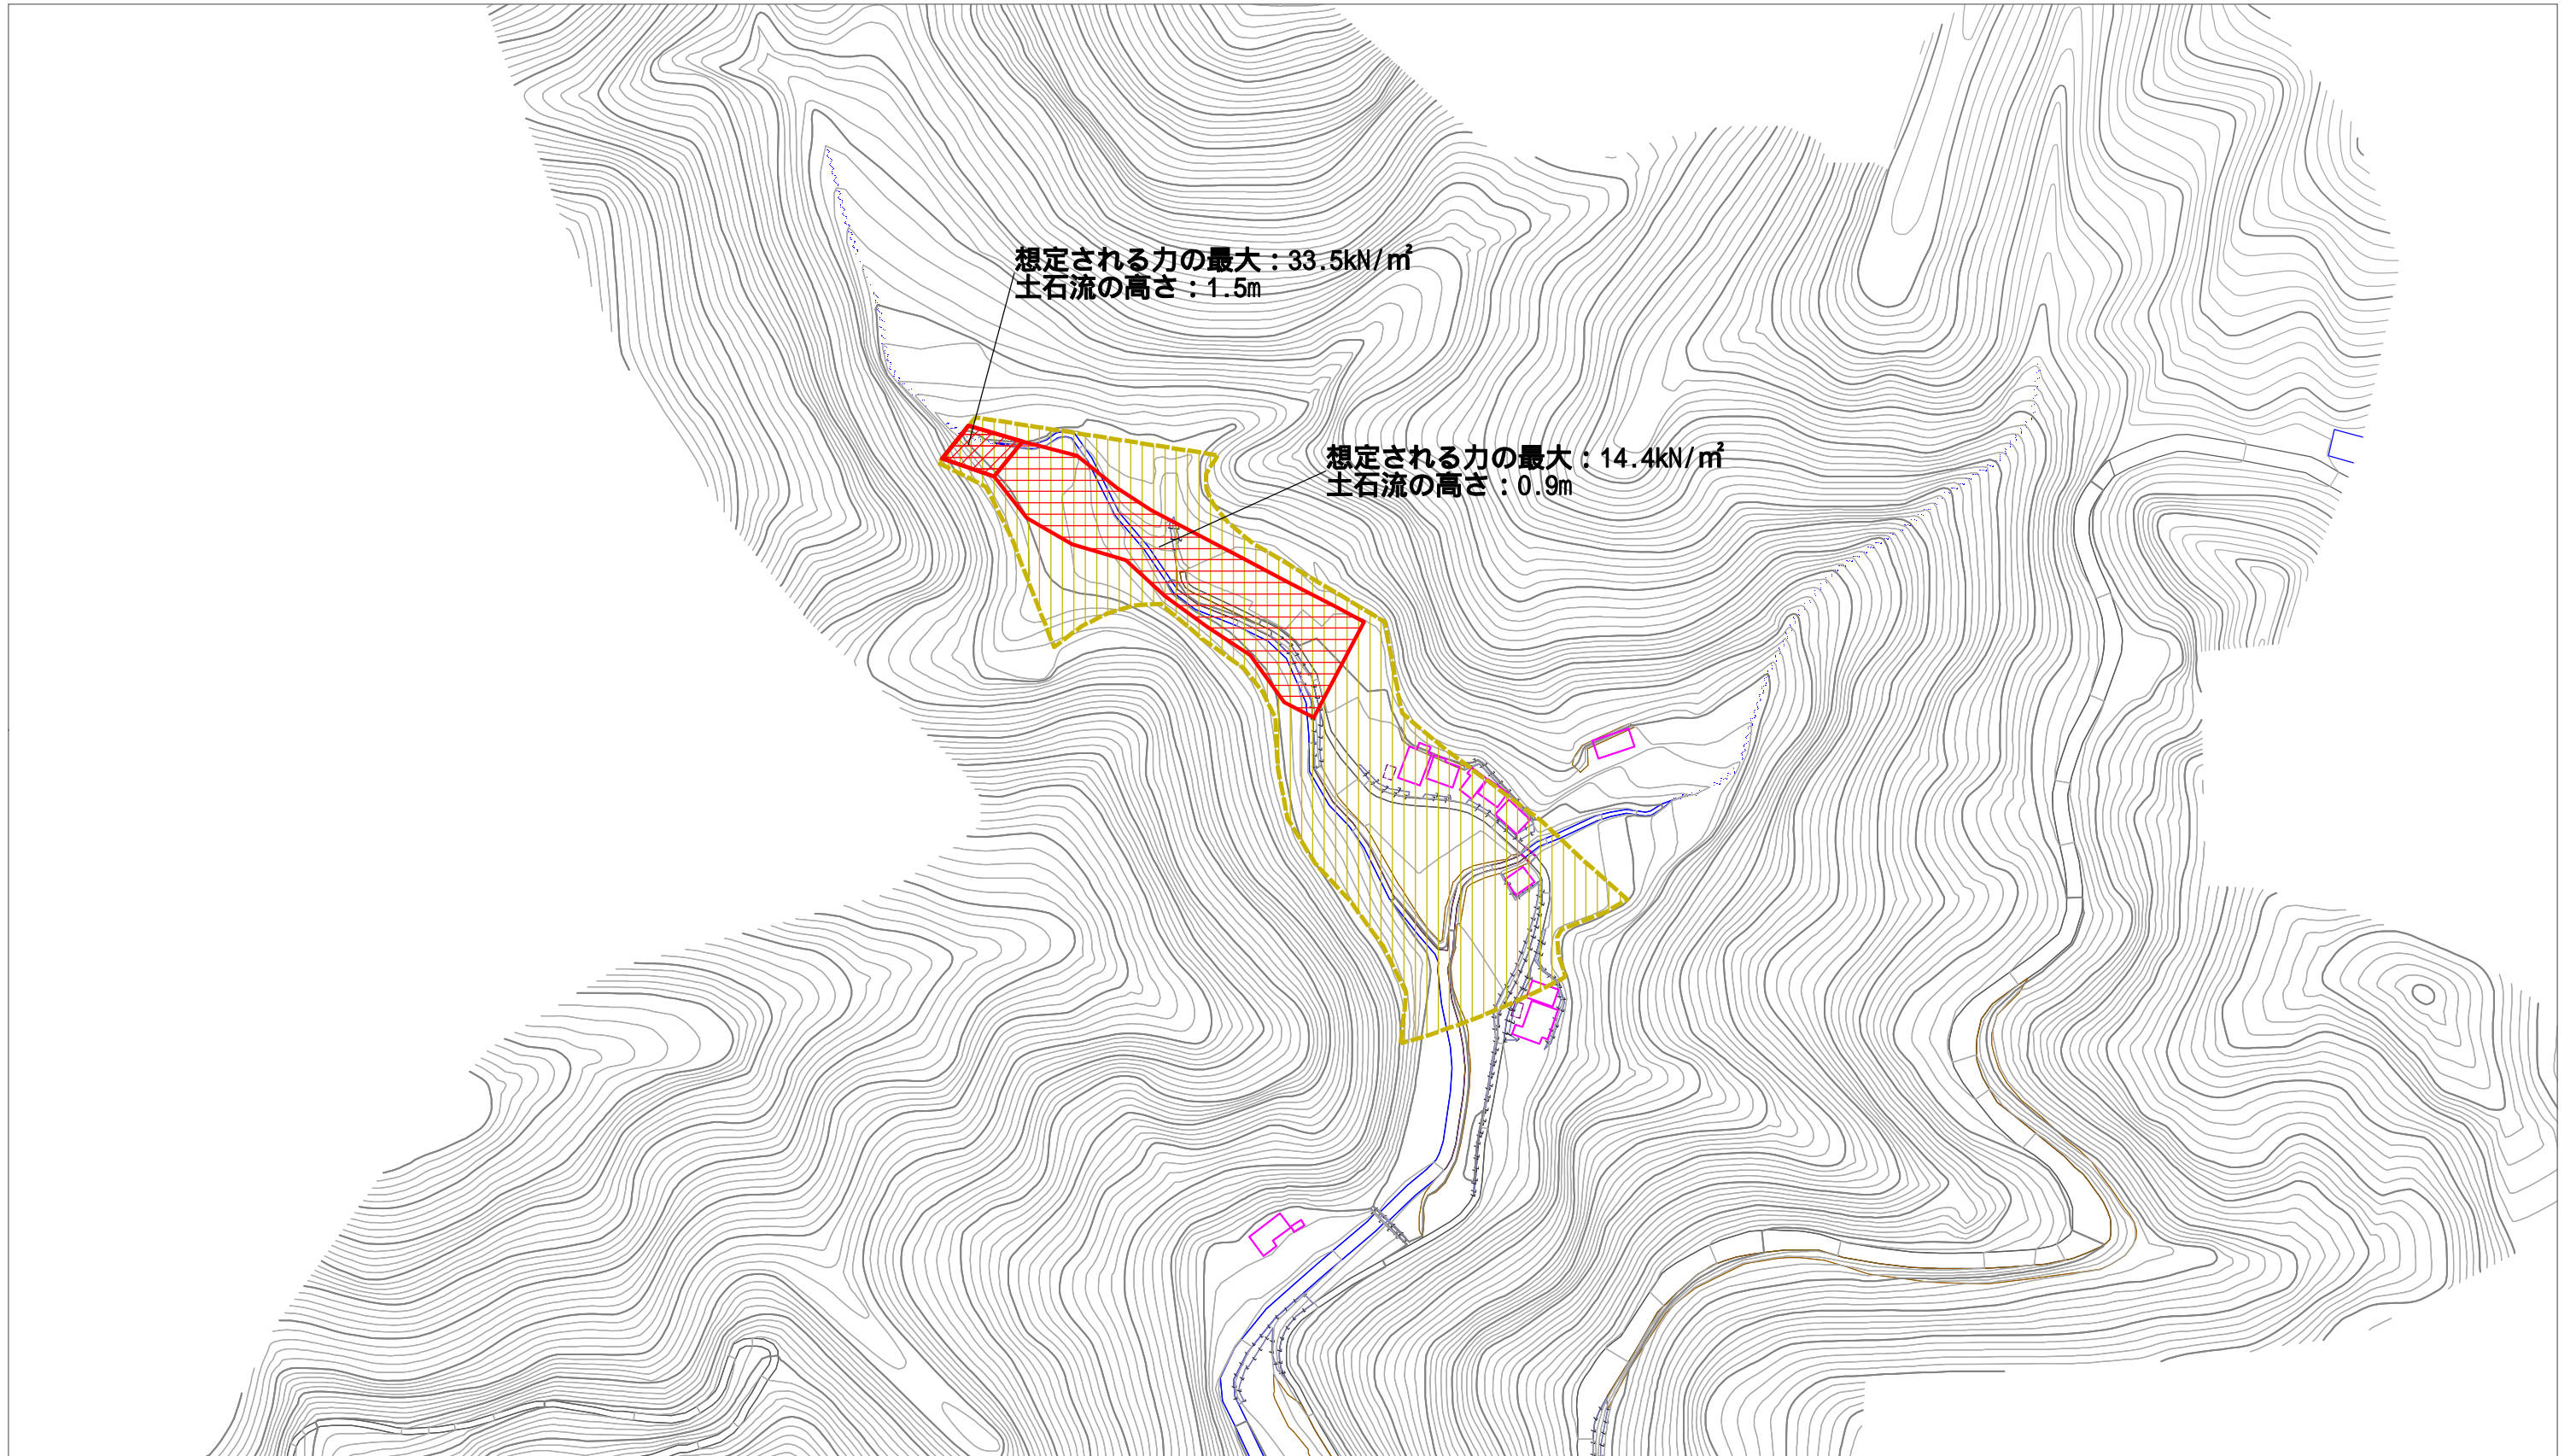 想定される力の最大：33.5kN/㎡
土石流の高さ：1.5m
想定される力の最大：14.4kN/㎡
土石流の高さ：0.9m